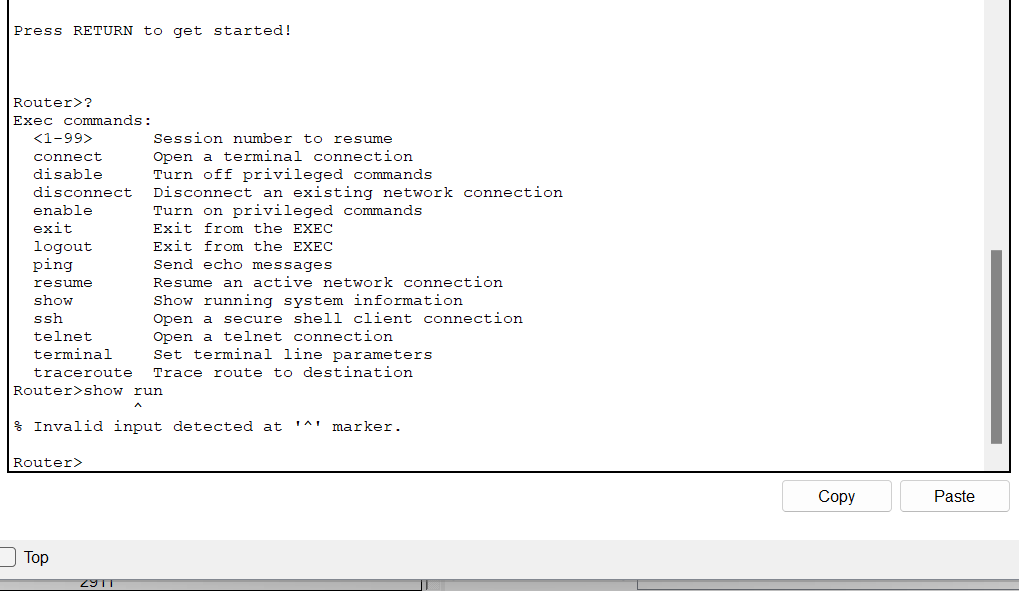 Press RETURN to get started!
Router>?
Exec commands:
<1-99> Session number to resume
connect Open a terminal connection
disable Turn off privileged commands
disconnect Disconnect an existing network connection
enable Turn on privileged commands
exit Exit from the EXEC
logout Exit from the EXEC
ping Send echo messages
resume Resume an active network connection
show Show running system information
ssh Open a secure shell client connection
telnet Open a telnet connection
terminal Set terminal line parameters
traceroute Trace route to destination
Router>show run
^
% Invalid input detected at '^' marker.
Router>
Copy Paste
Top
2911